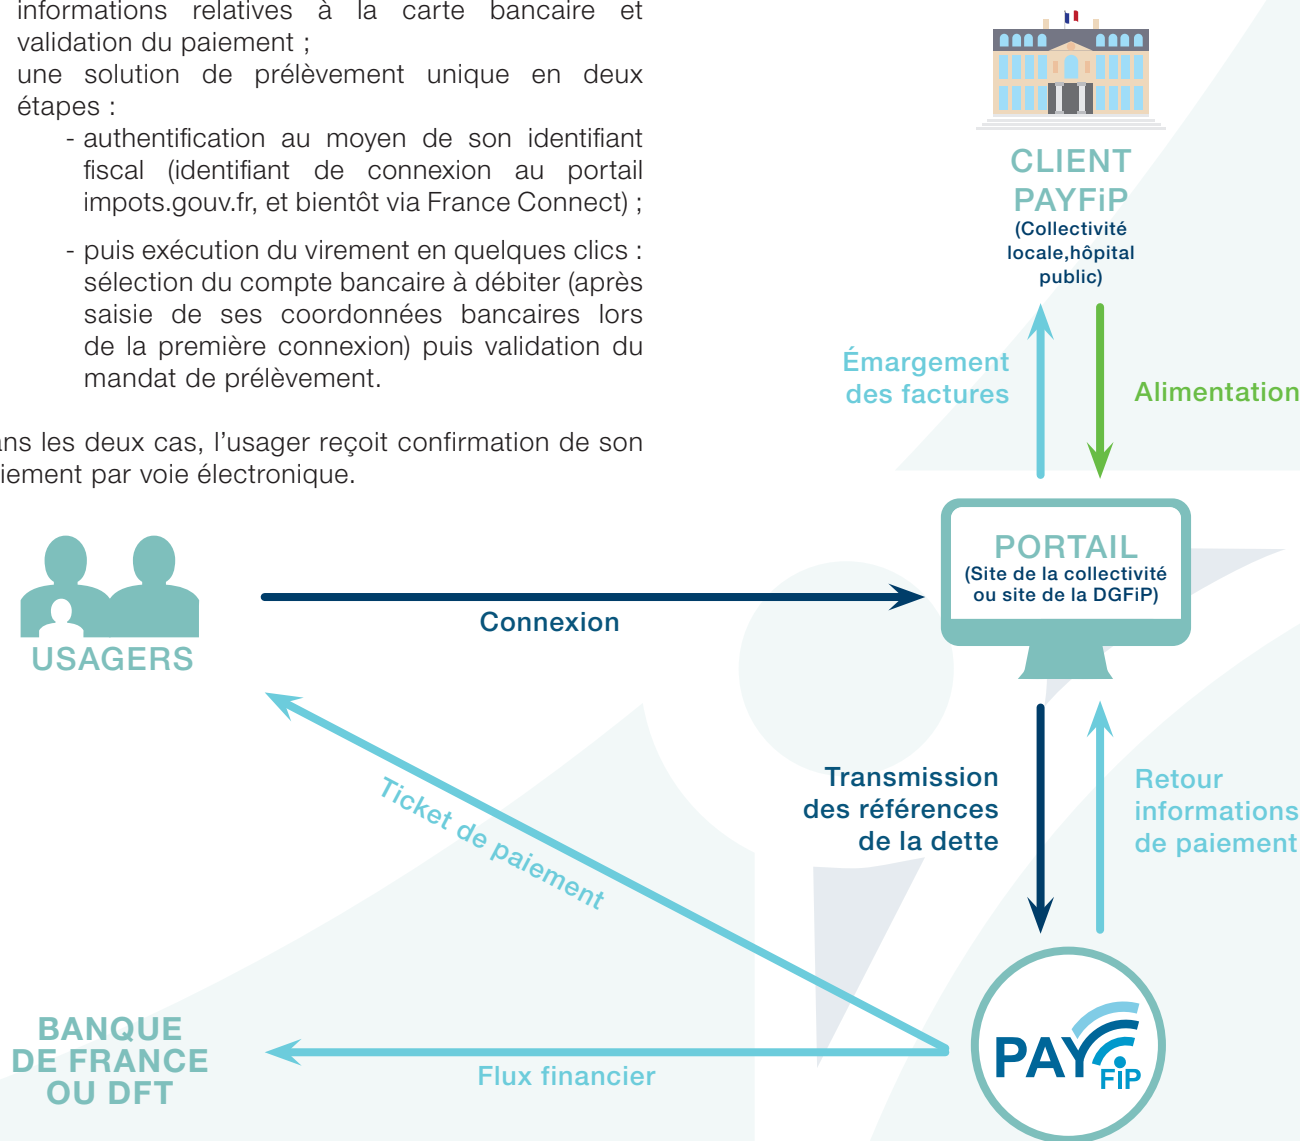 informations relatives à la carte bancaire et
validation du paiement ;
une solution de prélèvement unique en deux
étapes :
- authentification au moyen de son identifiant
fiscal (identifiant de connexion au portail
impots.gouv.fr, et bientôt via France Connect) ;
- puis exécution du virement en quelques clics :
sélection du compte bancaire à débiter (après
saisie de ses coordonnées bancaires lors
de la première connexion) puis validation du
mandat de prélèvement.
ans les deux cas, l'usager reçoit confirmation de son
iement par voie électronique.
CLIENT
PAYFiP
(Collectivité
locale,hôpital
public)
Émargement
des factures
Alimentation
PORTAIL
(Site de la collectivité
ou site de la DGFiP)
USAGERS
Connexion
Ticket de paiement
Transmission
des références
de la dette
Retour
informations
de paiement
BANQUE
DE FRANCE
OU DFT
Flux financier
PAY
FiP